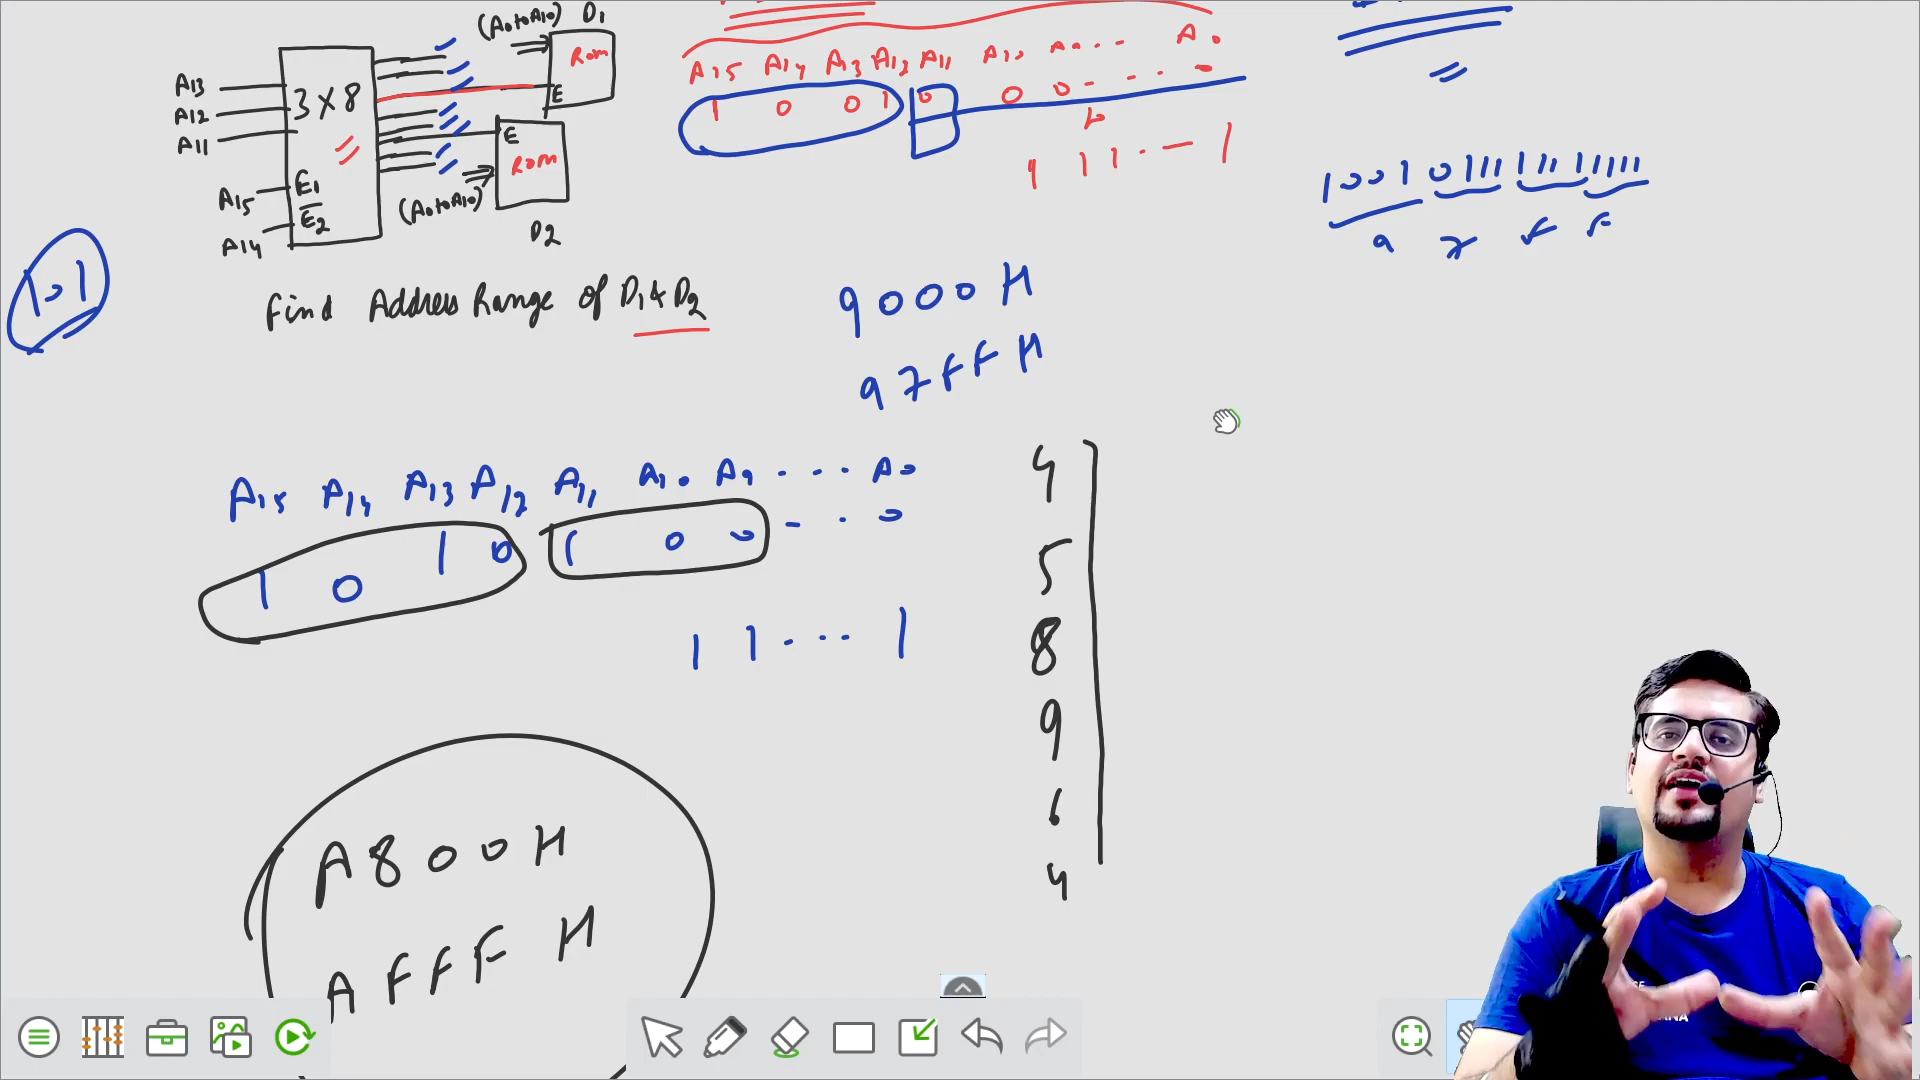 (A0 to A10) D1
Rom
E
A13
A12
A11
3 X 8
A15 E1
A14 E2
E
Rom
(A0 to A10)
D2
A15 A14 A13 A12 A11 A10 A9 . . . A0
1 0 0 1 0 0 0 - - . . 0
1 1 1 . - 1
1001 0111 1111 1111
9 7 F F
101
Find Address Range of D1 & D2
9000 H
97FF H
A15 A14 A13 A12 A11 A10 A9 . . . . A0
1 0 1 0 1 0 0 - . 0
1 1 . . . 1
4
5
8
9
6
4
A800H
AFFF H